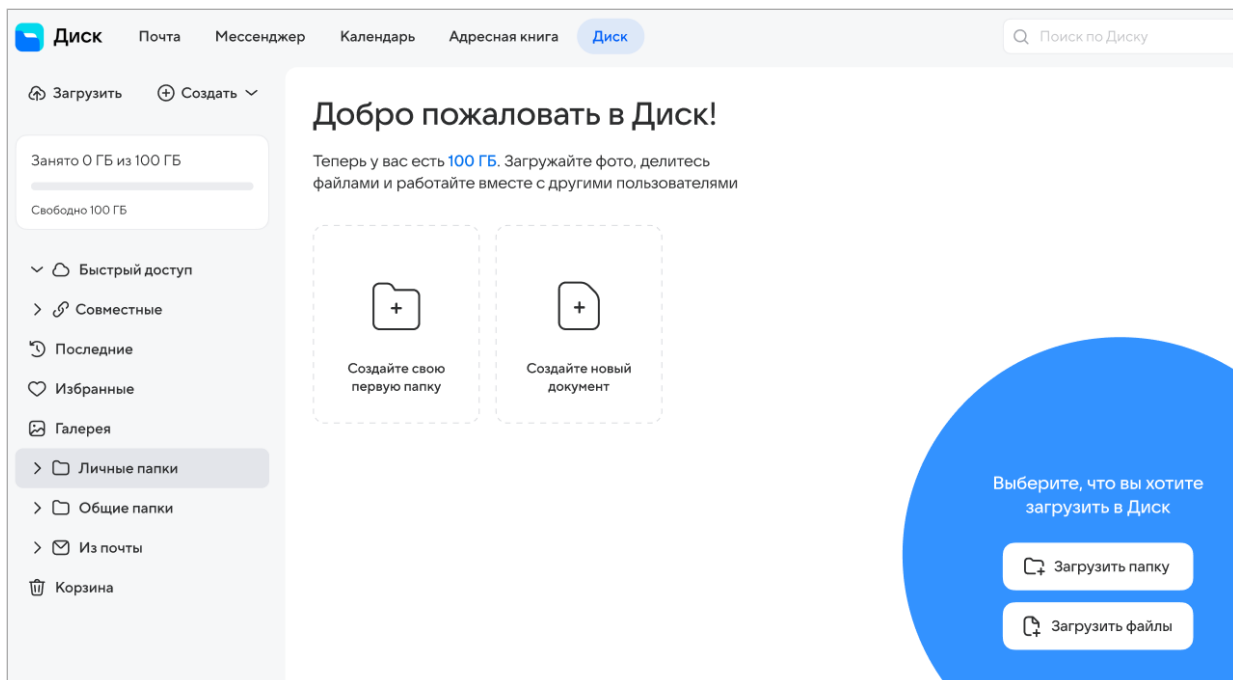 Диск
Почта
Мессенджер
Календарь
Адресная книга
Диск
Поиск по Диску
Загрузить
Создать
Занято 0 ГБ из 100 ГБ
Свободно 100 ГБ
Быстрый доступ
Совместные
Последние
Избранные
Галерея
Личные папки
Общие папки
Из почты
Корзина
Добро пожаловать в Диск!
Теперь у вас есть 100 ГБ. Загружайте фото, делитесь
файлами и работайте вместе с другими пользователями
Создайте свою
первую папку
Создайте новый
документ
Выберите, что вы хотите
загрузить в Диск
Загрузить папку
Загрузить файлы